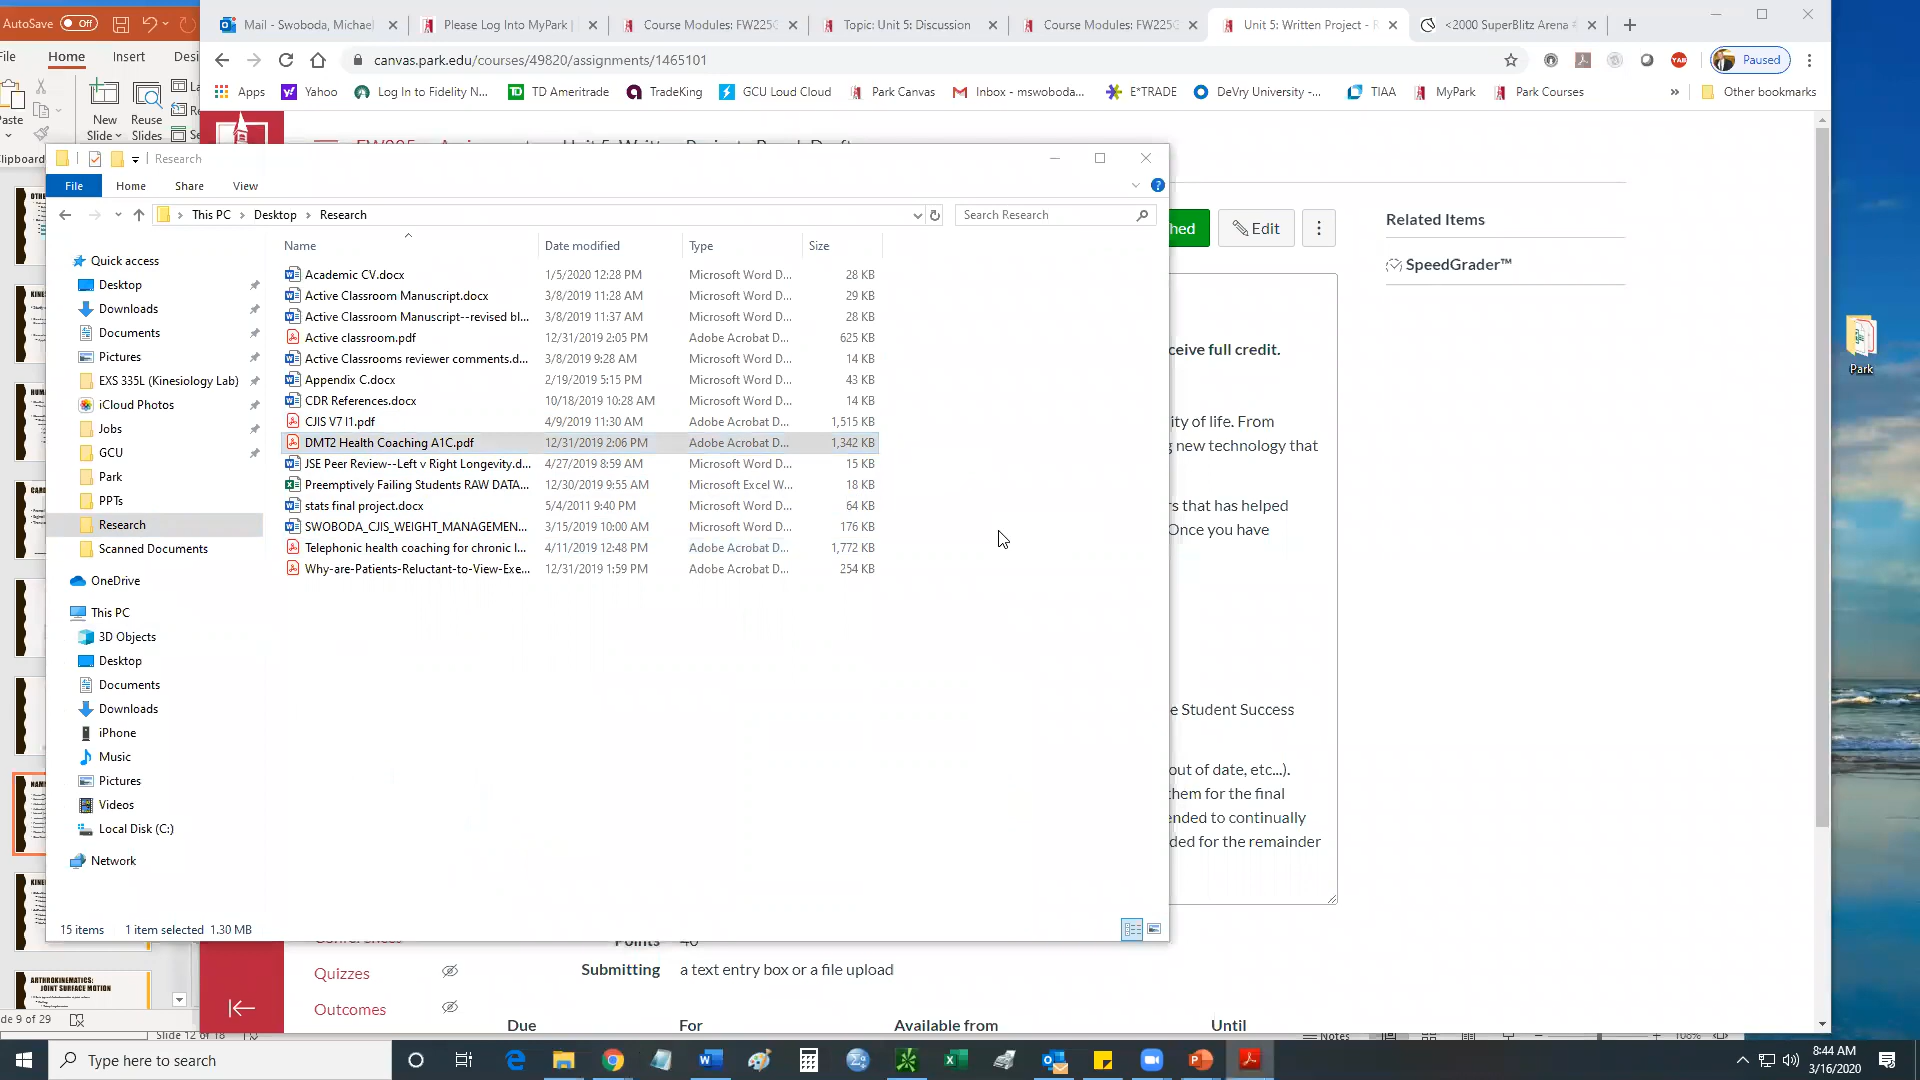 AutoSave Off
Mail - Swoboda, Michael
Please Log Into MyPark |
Course Modules: FW225G
Topic: Unit 5: Discussion
Course Modules: FW225G
Unit 5: Written Project - R
<2000 SuperBlitz Arena
File
Home
Insert
Desi
canvas.park.edu/courses/49820/assignments/1465101
Paused
Apps
Yahoo
Log In to Fidelity N...
TD Ameritrade
TradeKing
GCU Loud Cloud
Park Canvas
Inbox - mswoboda...
E*TRADE
DeVry University -...
TIAA
MyPark
Park Courses
»
Other bookmarks
Paste
New
Slide
Reuse
Slides
Clipboard
Research
File
Home
Share
View
This PC > Desktop > Research
Search Research
Name
Date modified
Type
Size
Quick access
Desktop
Downloads
Documents
Pictures
EXS 335L (Kinesiology Lab)
iCloud Photos
Jobs
GCU
Park
PPTs
Research
Scanned Documents
OneDrive
This PC
3D Objects
Desktop
Documents
Downloads
iPhone
Music
Pictures
Videos
Local Disk (C:)
Network
Academic CV.docx 1/5/2020 12:28 PM Microsoft Word D... 28 KB
Active Classroom Manuscript.docx 3/8/2019 11:28 AM Microsoft Word D... 29 KB
Active Classroom Manuscript--revised bl... 3/8/2019 11:37 AM Microsoft Word D... 28 KB
Active classroom.pdf 12/31/2019 2:05 PM Adobe Acrobat D... 625 KB
Active Classrooms reviewer comments.d... 3/8/2019 9:28 AM Microsoft Word D... 14 KB
Appendix C.docx 2/19/2019 5:15 PM Microsoft Word D... 43 KB
CDR References.docx 10/18/2019 10:28 AM Microsoft Word D... 14 KB
CJIS V7 I1.pdf 4/9/2019 11:30 AM Adobe Acrobat D... 1,515 KB
DMT2 Health Coaching A1C.pdf 12/31/2019 2:06 PM Adobe Acrobat D... 1,342 KB
JSE Peer Review--Left v Right Longevity.d... 4/27/2019 8:59 AM Microsoft Word D... 15 KB
Preemptively Failing Students RAW DATA... 12/30/2019 9:55 AM Microsoft Excel W... 18 KB
stats final project.docx 5/4/2011 9:40 PM Microsoft Word D... 64 KB
SWOBODA_CJIS_WEIGHT_MANAGEMEN... 3/15/2019 10:00 AM Microsoft Word D... 176 KB
Telephonic health coaching for chronic l... 4/11/2019 12:48 PM Adobe Acrobat D... 1,772 KB
Why-are-Patients-Reluctant-to-View-Exe... 12/31/2019 1:59 PM Adobe Acrobat D... 254 KB
15 items
1 item selected 1.30 MB
hed
Edit
Related Items
SpeedGrader™
ceive full credit.
ity of life. From
g new technology that
rs that has helped
Once you have
e Student Success
out of date, etc...).
them for the final
ended to continually
ded for the remainder
Points 40
Submitting a text entry box or a file upload
Quizzes
Outcomes
Due
For
Available from
Until
Park
ARTHROKINEMATICS:
JOINT SURFACE MOTION
de 9 of 29
Slide 12 of 18
Notes
Type here to search
8:44 AM
3/16/2020